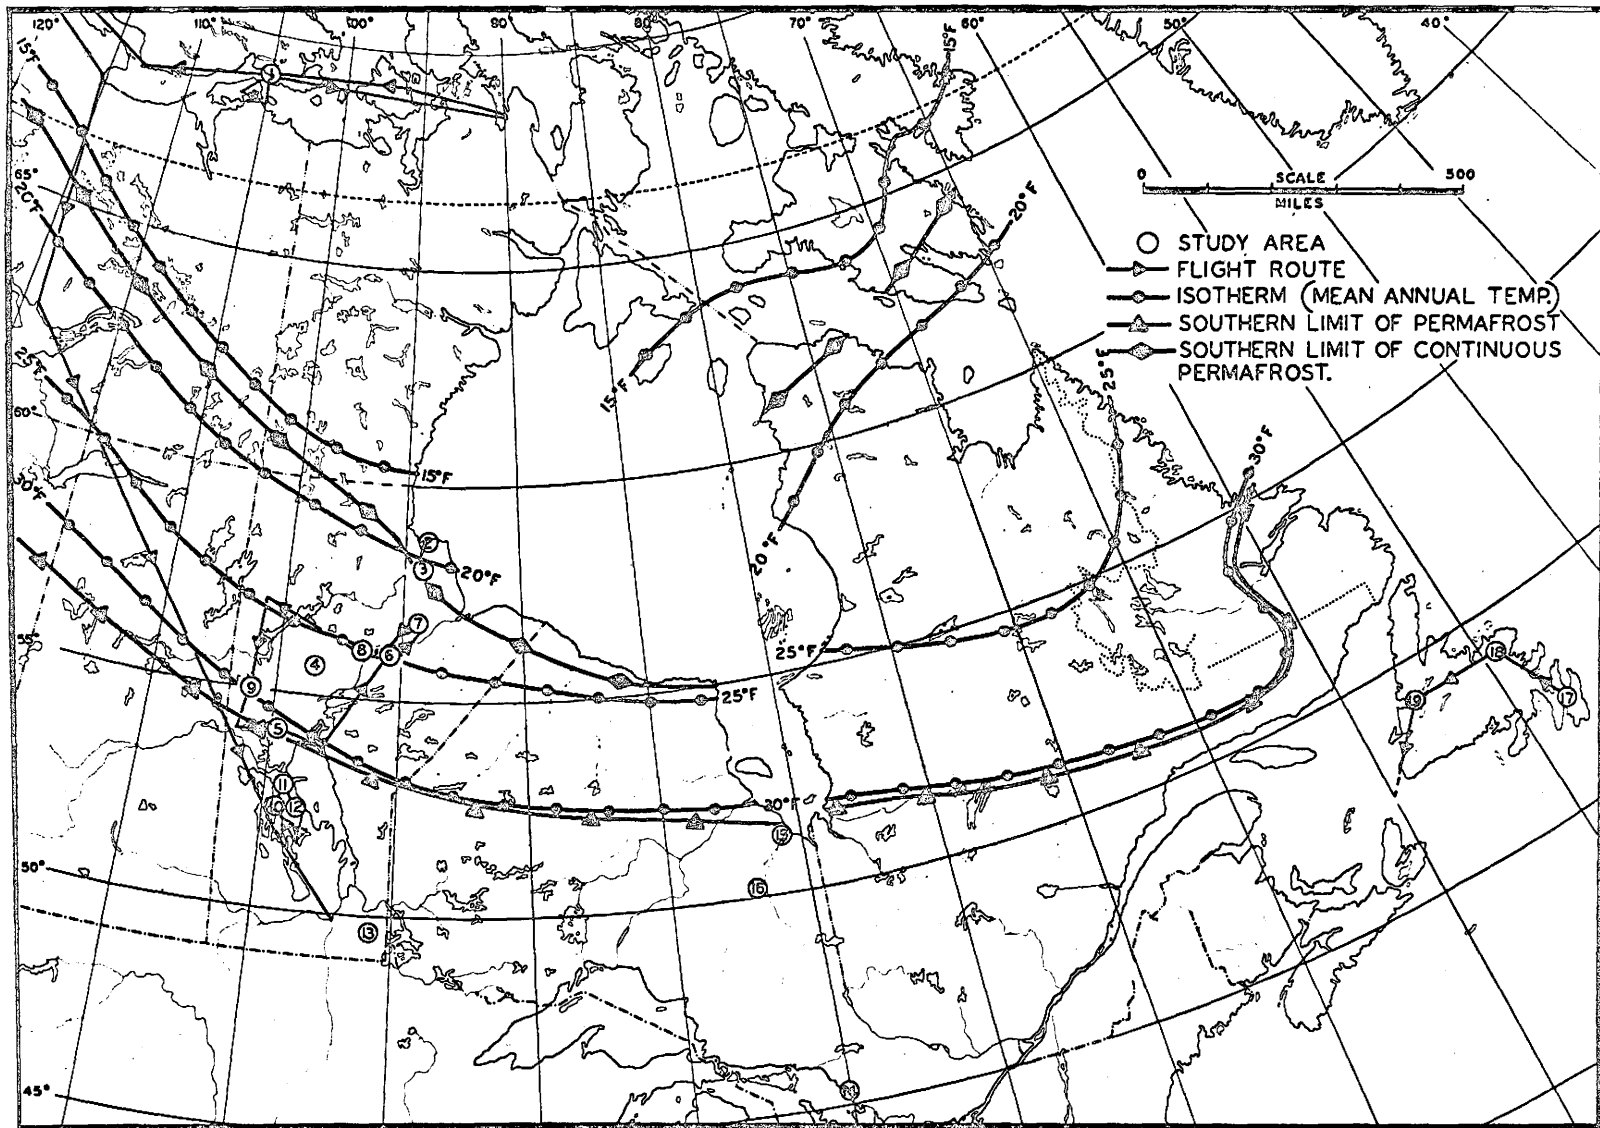 120°
110°
100°
90°
80°
70°
60°
50°
40°
15°F
15°F
1
65°
20°F
20°F
0 SCALE 500
MILES
STUDY AREA
FLIGHT ROUTE
ISOTHERM (MEAN ANNUAL TEMP.)
SOUTHERN LIMIT OF PERMAFROST
SOUTHERN LIMIT OF CONTINUOUS
PERMAFROST.
25°F
25°F
15°F
60°
30°F
15°F
30°F
2
3
20°F
20°F
7
55°
8
6
4
25°F
18
9
25°F
19
17
5
11
10
12
30°F
15
50°
16
13
45°